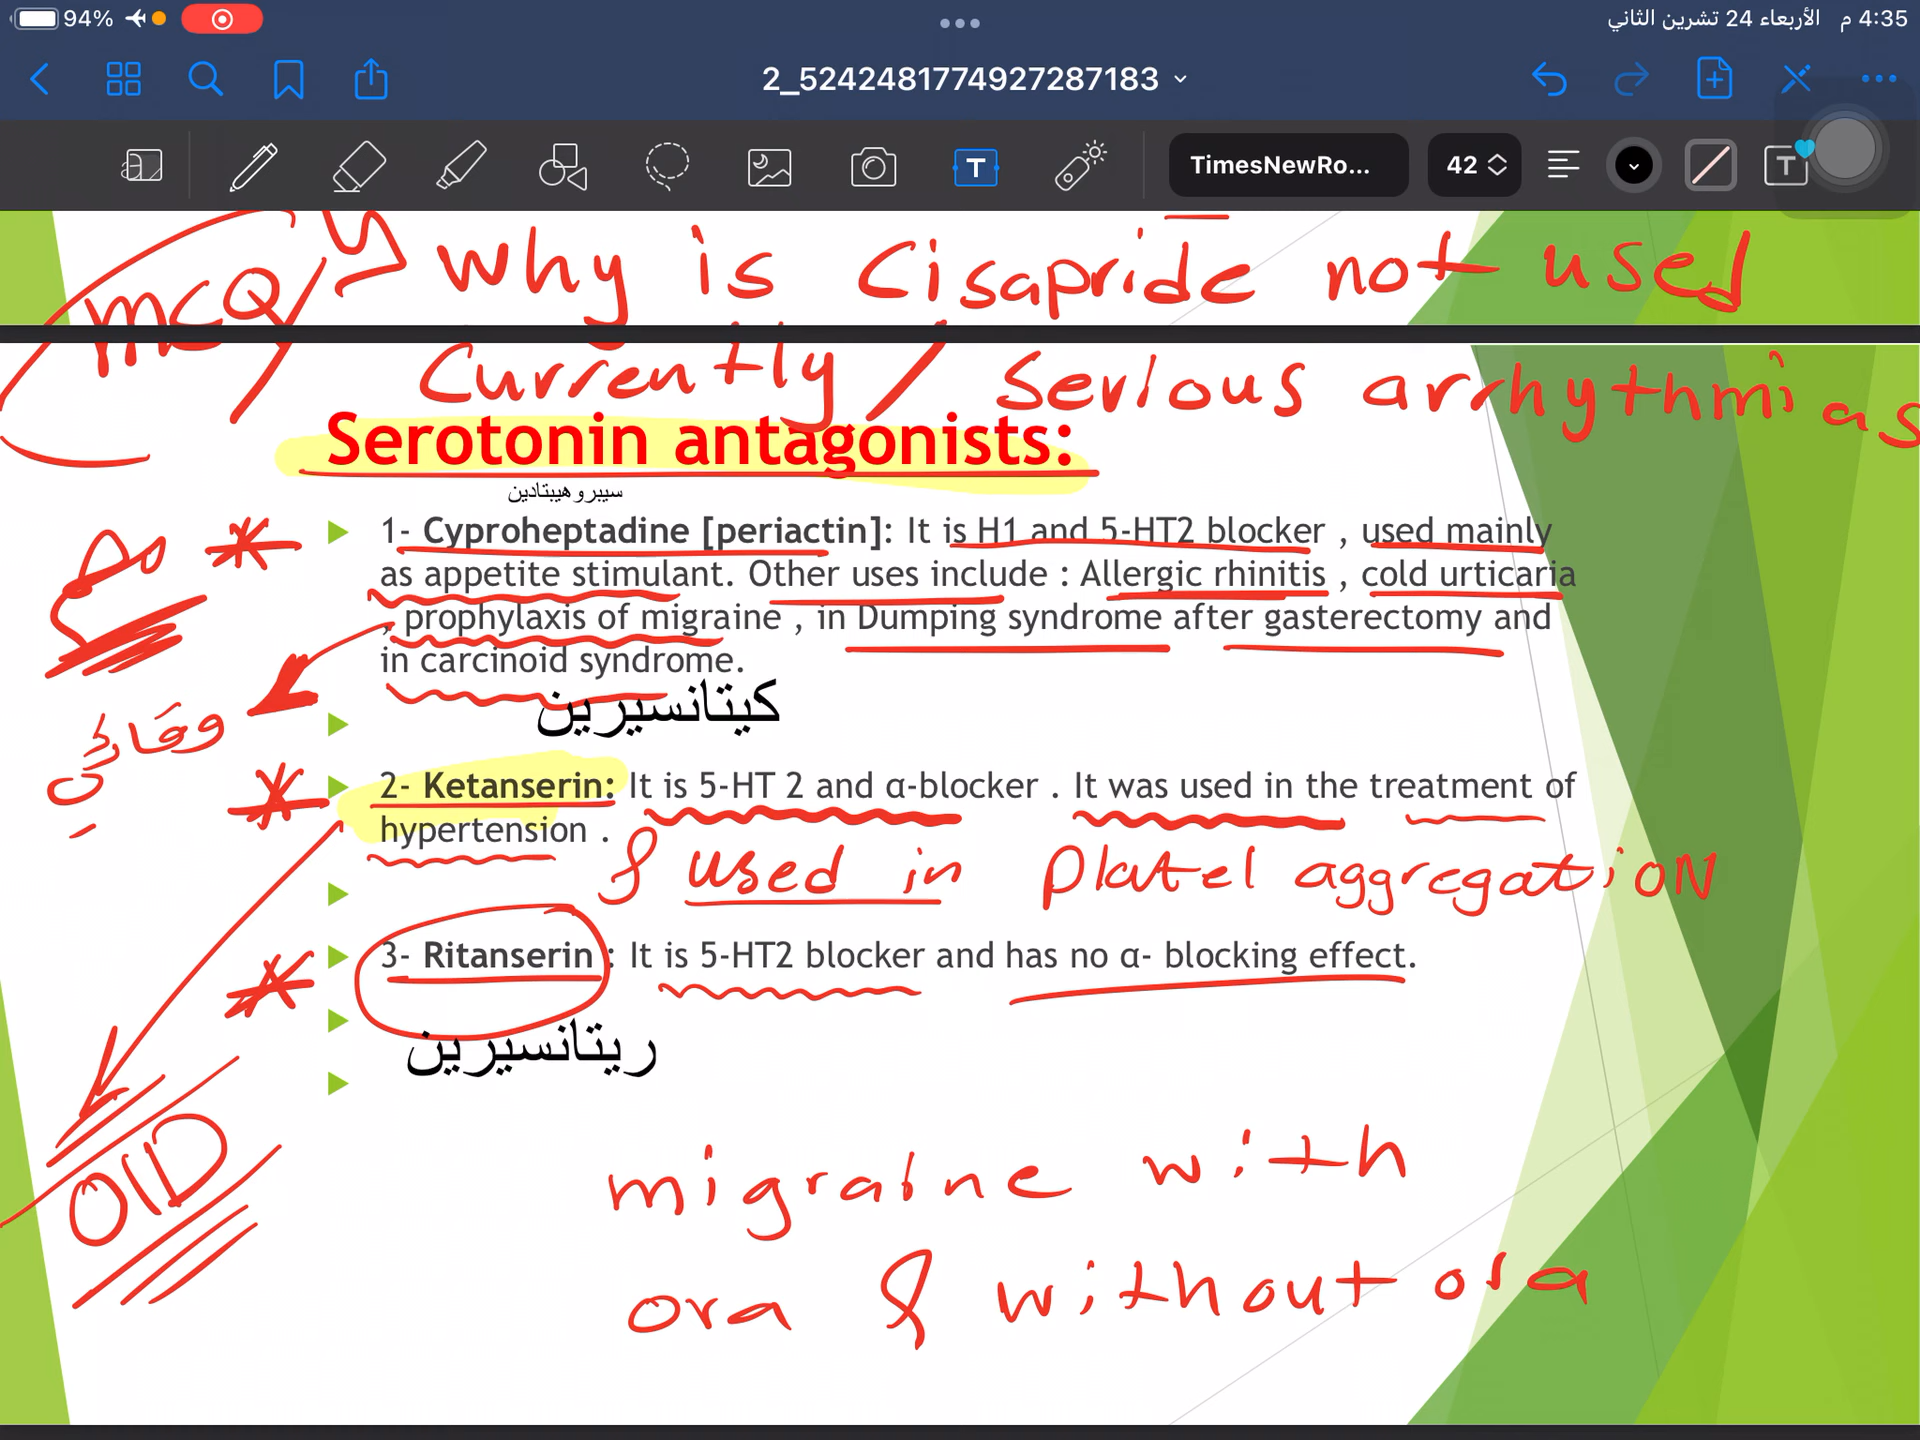 94%
4:35 م الأربعاء 24 تشرين الثاني
2_5242481774927287183
TimesNewRo... 42
mcq
Why is Cisapride not used
Currently / Serious arrhythmias
Serotonin antagonists:
سيبروهيبتادين
1- Cyproheptadine [periactin]: It is H1 and 5-HT2 blocker , used mainly
as appetite stimulant. Other uses include : Allergic rhinitis , cold urticaria
, prophylaxis of migraine , in Dumping syndrome after gasterectomy and
in carcinoid syndrome.
وقائي
كيتانسيرين
2- Ketanserin: It is 5-HT 2 and α-blocker . It was used in the treatment of
hypertension .
& used in Platel aggregation
3- Ritanserin : It is 5-HT2 blocker and has no α- blocking effect.
ريتانسيرين
Old
migraine with
ora & without ora